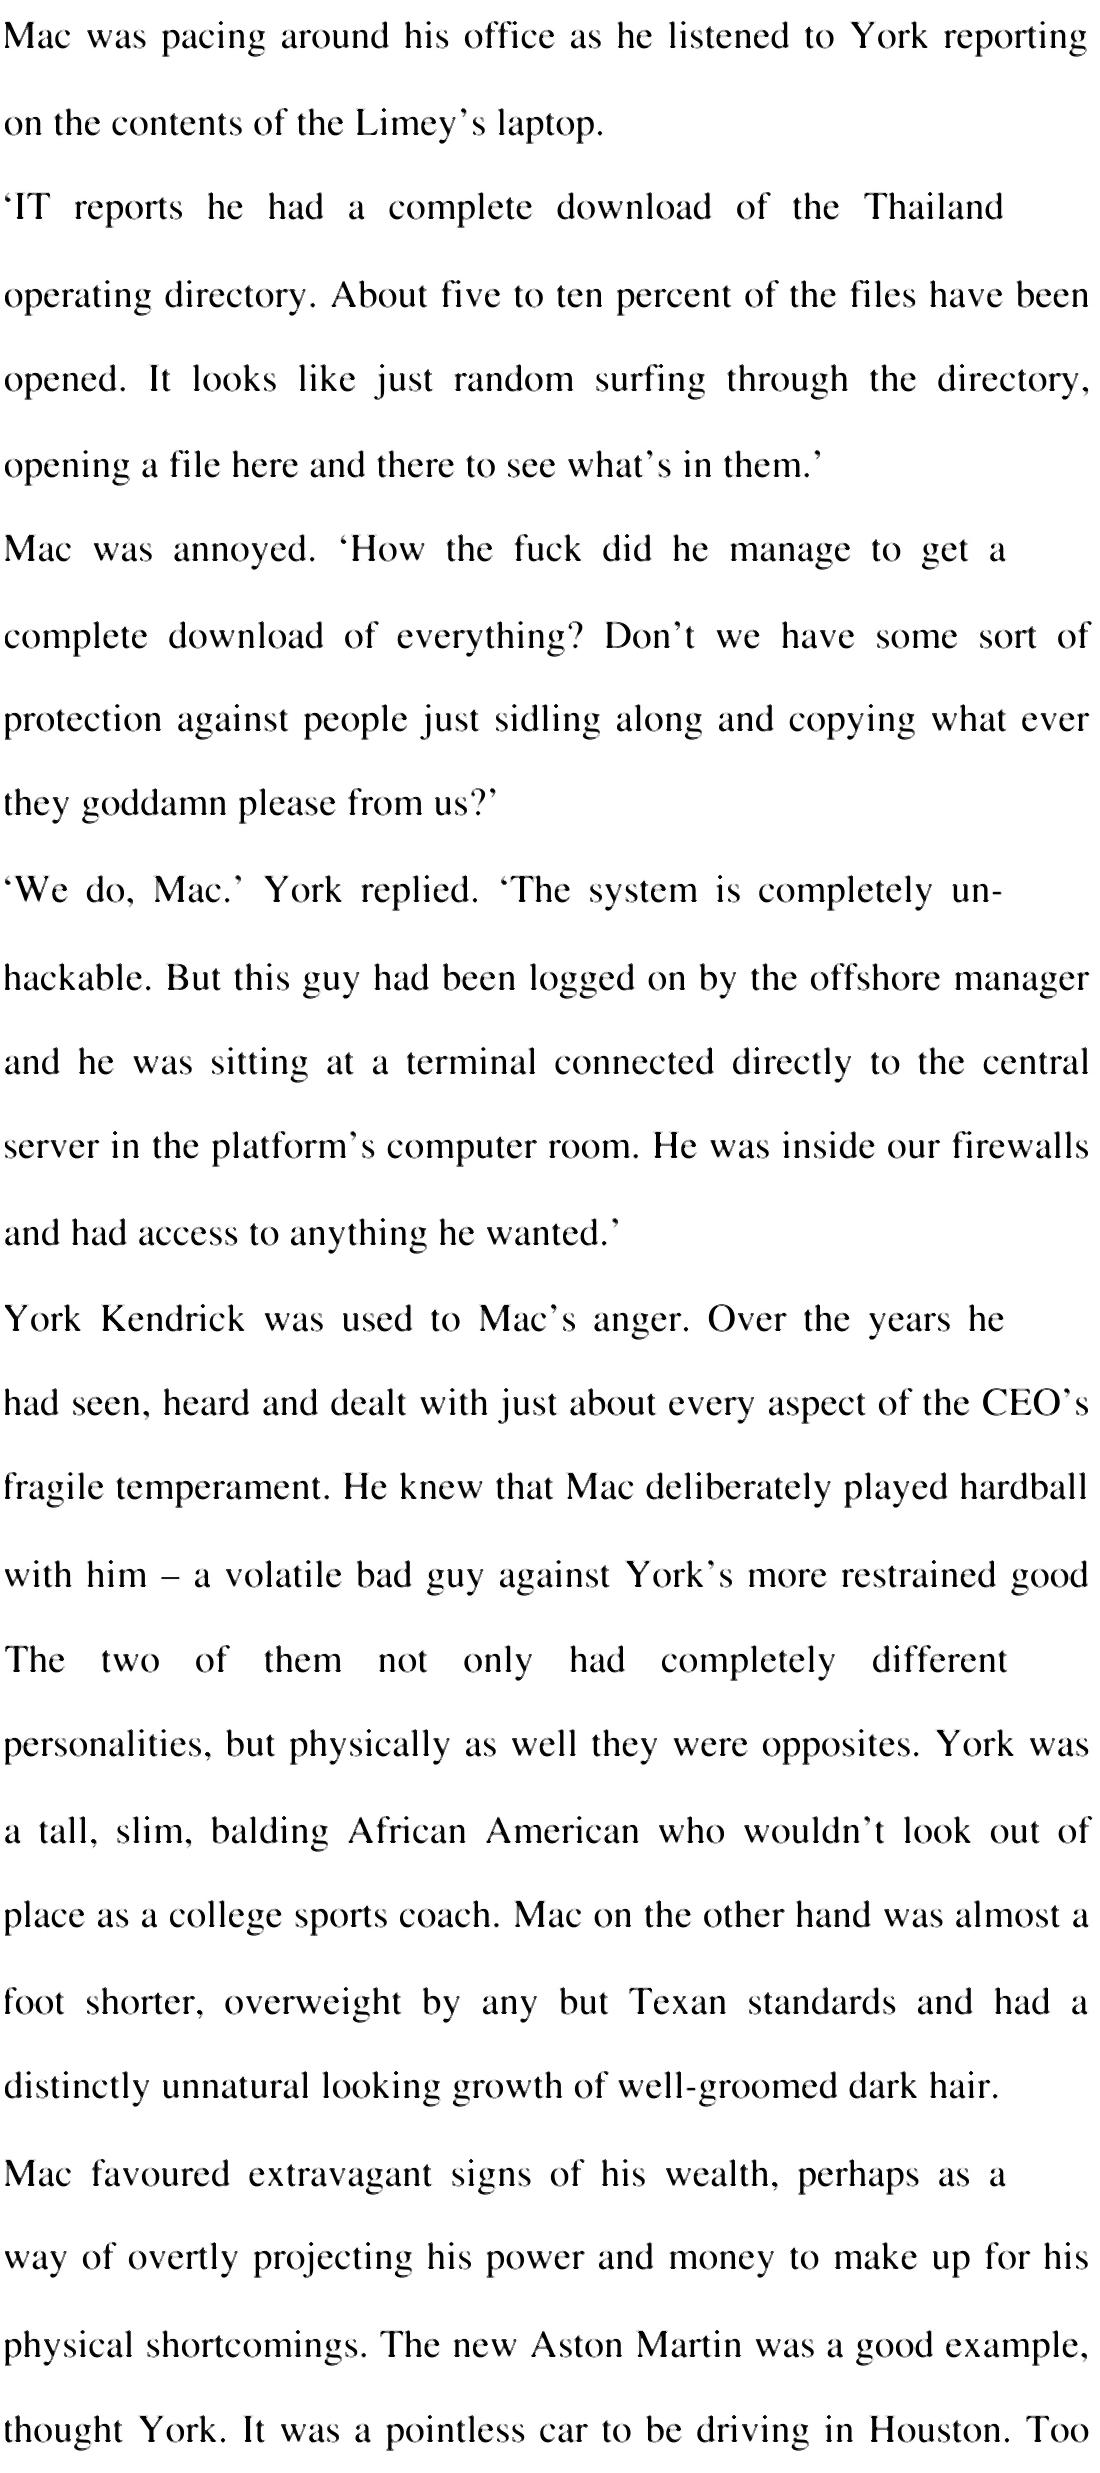 Mac was pacing around his office as he listened to York reporting
on the contents of the Limey’s laptop.
‘IT reports he had a complete download of the Thailand
operating directory. About five to ten percent of the files have been
opened. It looks like just random surfing through the directory,
opening a file here and there to see what’s in them.’
Mac was annoyed. ‘How the fuck did he manage to get a
complete download of everything? Don’t we have some sort of
protection against people just sidling along and copying what ever
they goddamn please from us?’
‘We do, Mac.’ York replied. ‘The system is completely un-
hackable. But this guy had been logged on by the offshore manager
and he was sitting at a terminal connected directly to the central
server in the platform’s computer room. He was inside our firewalls
and had access to anything he wanted.’
York Kendrick was used to Mac’s anger. Over the years he
had seen, heard and dealt with just about every aspect of the CEO’s
fragile temperament. He knew that Mac deliberately played hardball
with him – a volatile bad guy against York’s more restrained good
The two of them not only had completely different
personalities, but physically as well they were opposites. York was
a tall, slim, balding African American who wouldn’t look out of
place as a college sports coach. Mac on the other hand was almost a
foot shorter, overweight by any but Texan standards and had a
distinctly unnatural looking growth of well-groomed dark hair.
Mac favoured extravagant signs of his wealth, perhaps as a
way of overtly projecting his power and money to make up for his
physical shortcomings. The new Aston Martin was a good example,
thought York. It was a pointless car to be driving in Houston. Too